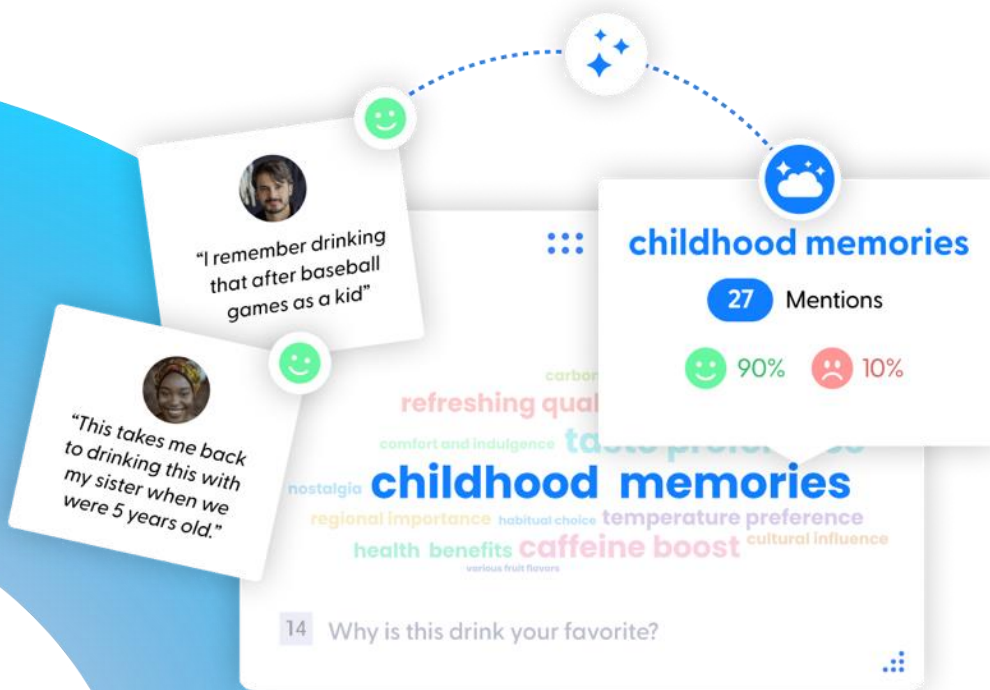 “I remember drinking
that after baseball
games as a kid”
“This takes me back
to drinking this with
my sister when we
were 5 years old.”
childhood memories
27 Mentions
90% 10%
refreshing
comfort and indulgence
nostalgia childhood memories
regional importance habitual choice temperature preference
health benefits caffeine boost cultural influence
various fruit flavors
14 Why is this drink your favorite?